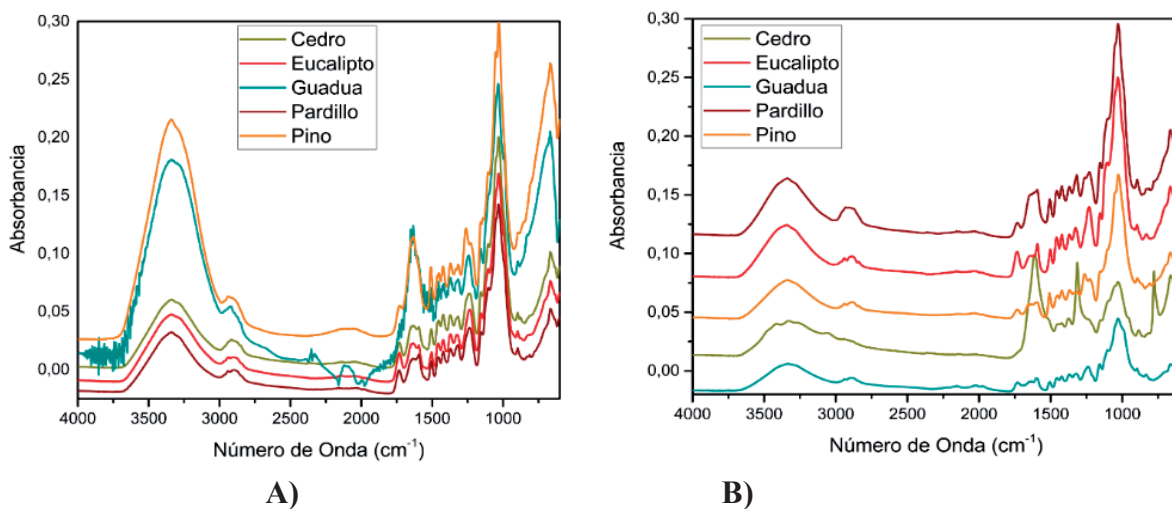 0,30
0,25
0,20
0,15
0,10
0,05
0,00
Absorbancia
Cedro
Eucalipto
Guadua
Pardillo
Pino
4000 3500 3000 2500 2000 1500 1000
Número de Onda (cm-1)
A)
0,30
0,25
0,20
0,15
0,10
0,05
0,00
Absorbancia
Cedro
Eucalipto
Guadua
Pardillo
Pino
4000 3500 3000 2500 2000 1500 1000
Número de Onda (cm-1)
B)